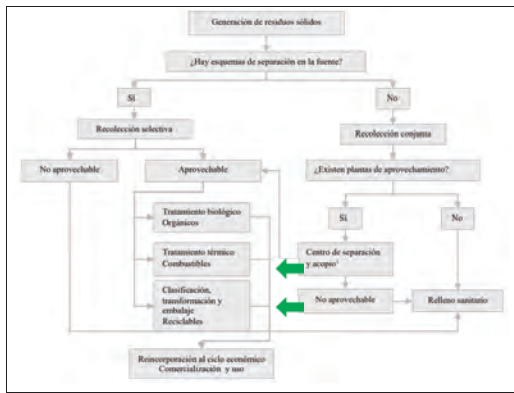 Generación de residuos sólidos
¿Hay esquemas de separación en la fuente?
Sí
No
Recolección selectiva
Recolección conjunta
No aprovechable
Aprovechable
¿Existen plantas de aprovechamiento?
Tratamiento biológico
Orgánicos
Sí
No
Tratamiento térmico
Combustibles
Centro de separación
y acopio¹
Clasificación,
transformación y
embalaje
Reciclables
No aprovechable
Relleno sanitario
Reincorporación al ciclo económico
Comercialización y uso